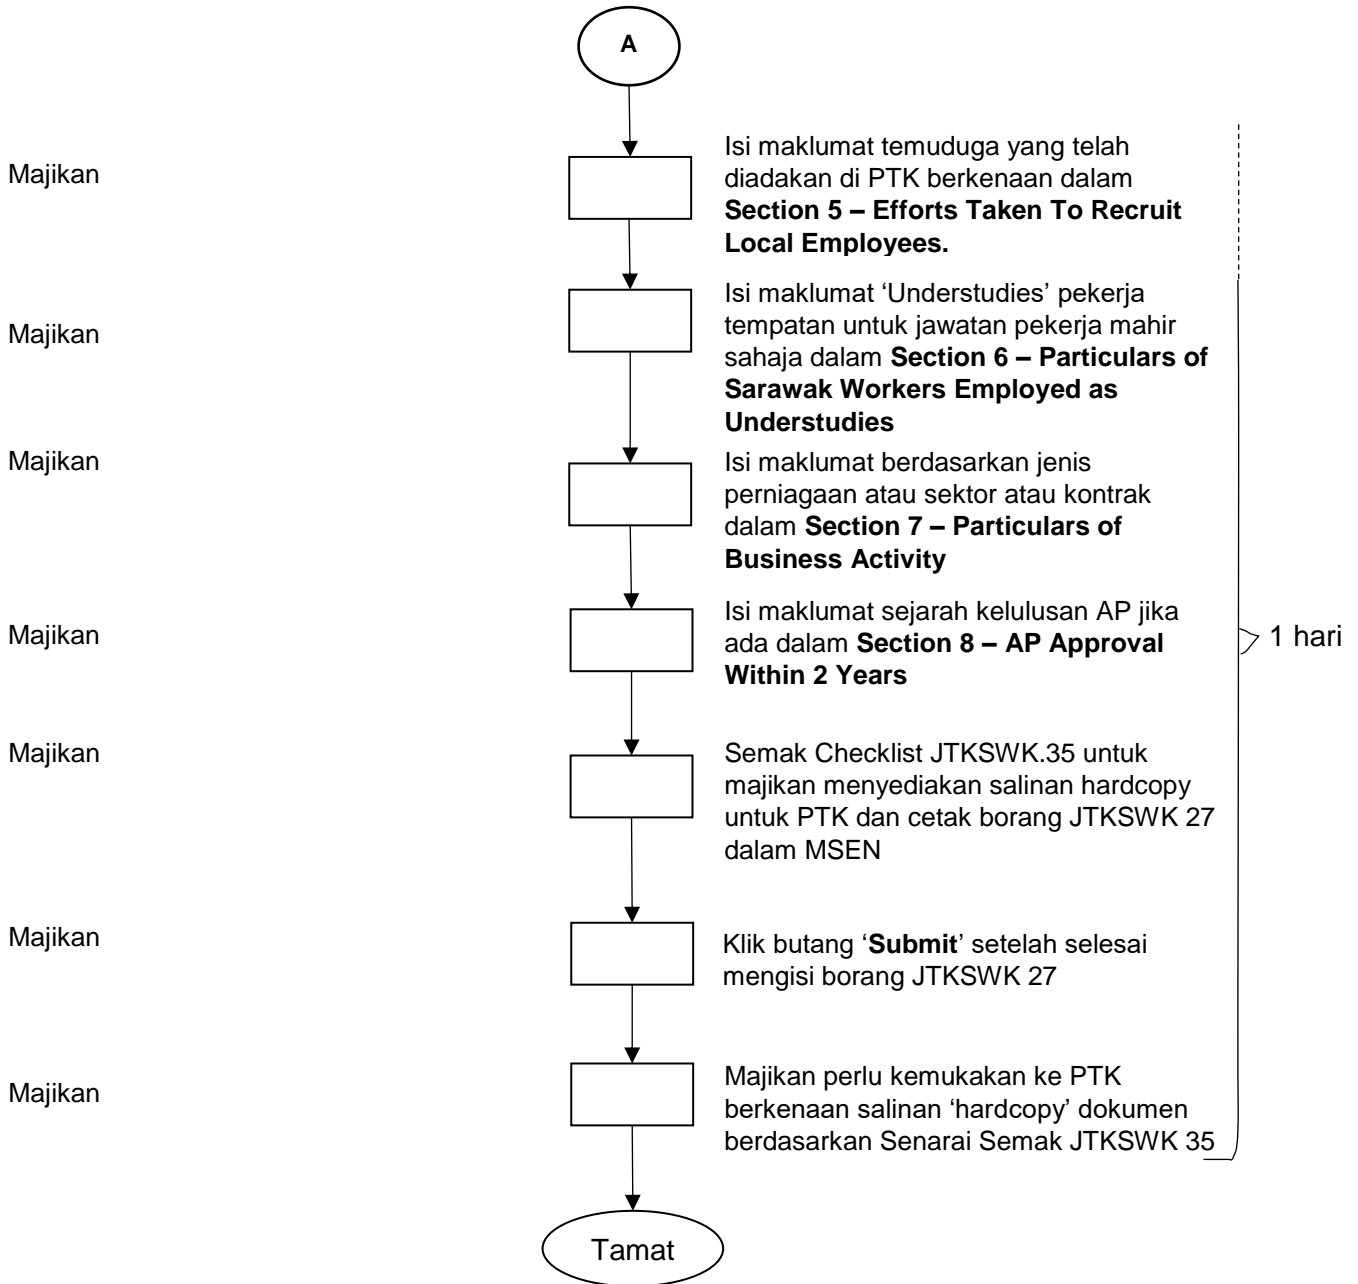 A
Majikan
Isi maklumat temuduga yang telah
diadakan di PTK berkenaan dalam
Section 5 – Efforts Taken To Recruit
Local Employees.
Majikan
Isi maklumat ‘Understudies’ pekerja
tempatan untuk jawatan pekerja mahir
sahaja dalam Section 6 – Particulars of
Sarawak Workers Employed as
Understudies
Majikan
Isi maklumat berdasarkan jenis
perniagaan atau sektor atau kontrak
dalam Section 7 – Particulars of
Business Activity
Majikan
Isi maklumat sejarah kelulusan AP jika
ada dalam Section 8 – AP Approval
Within 2 Years
1 hari
Majikan
Semak Checklist JTKSWK.35 untuk
majikan menyediakan salinan hardcopy
untuk PTK dan cetak borang JTKSWK 27
dalam MSEN
Majikan
Klik butang ‘Submit’ setelah selesai
mengisi borang JTKSWK 27
Majikan
Majikan perlu kemukakan ke PTK
berkenaan salinan ‘hardcopy’ dokumen
berdasarkan Senarai Semak JTKSWK 35
Tamat